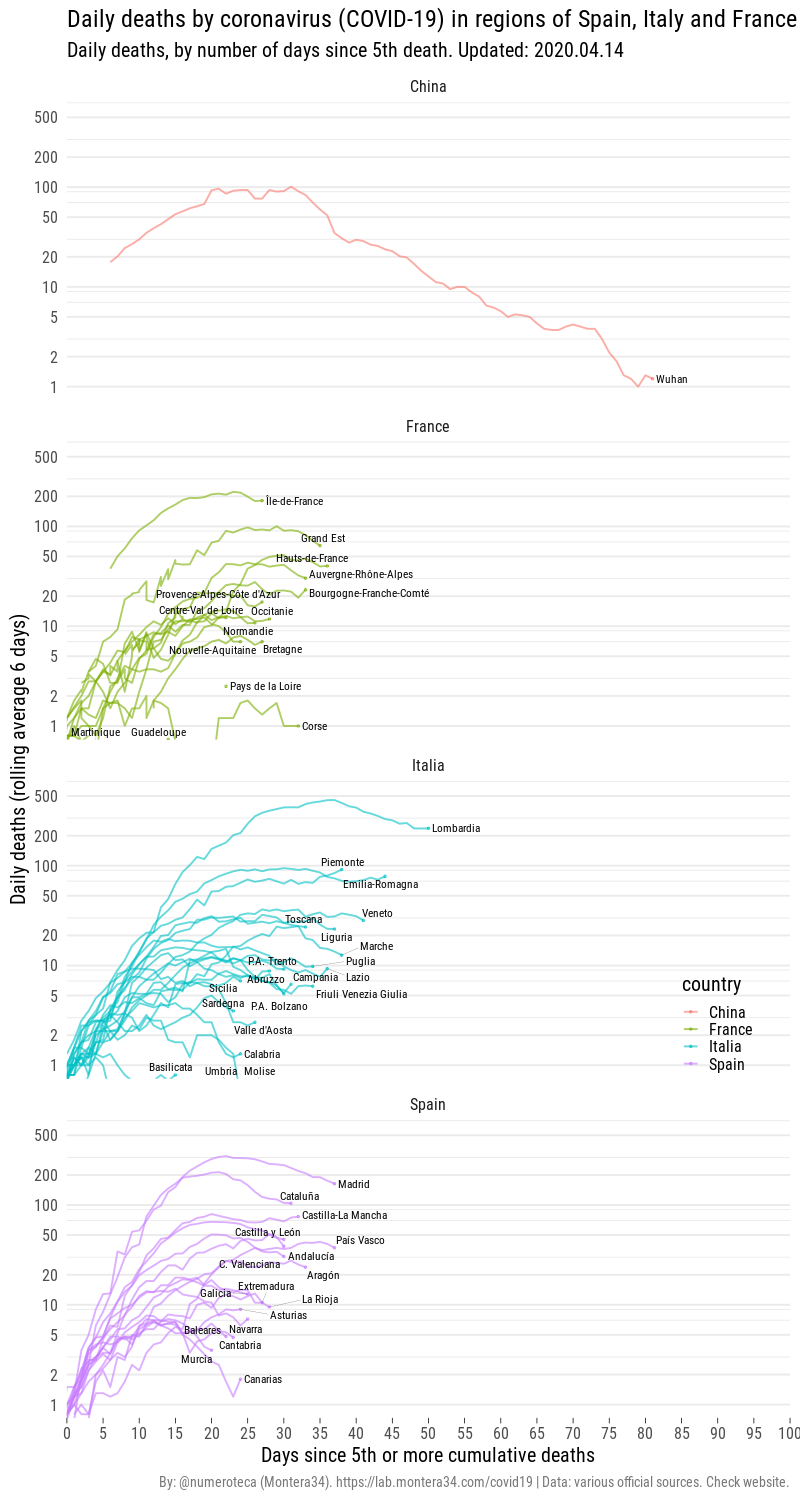 Daily deaths by coronavirus (COVID-19) in regions of Spain, Italy and France
Daily deaths, by number of days since 5th death. Updated: 2020.04.14
Daily deaths (rolling average 6 days)
China
500
200
100
50
20
10
5
2
1
Wuhan
France
500
200
100
50
20
10
5
2
1
Île-de-France
Grand Est
Hauts-de-France
Auvergne-Rhône-Alpes
Bourgogne-Franche-Comté
Provence-Alpes-Côte d'Azur
Centre-Val de Loire
Occitanie
Normandie
Nouvelle-Aquitaine
Bretagne
Pays de la Loire
Corse
Martinique
Guadeloupe
Italia
500
200
100
50
20
10
5
2
1
Lombardia
Piemonte
Emilia-Romagna
Veneto
Toscana
Liguria
Marche
P.A. Trento
Puglia
Abruzzo
Campania
Lazio
Sicilia
Friuli Venezia Giulia
Sardegna
P.A. Bolzano
Valle d'Aosta
Calabria
Basilicata
Umbria
Molise
country
China
France
Italia
Spain
Spain
500
200
100
50
20
10
5
2
1
Madrid
Cataluña
Castilla-La Mancha
Castilla y León
País Vasco
Andalucía
C. Valenciana
Aragón
Extremadura
Galicia
La Rioja
Asturias
Baleares
Navarra
Cantabria
Murcia
Canarias
0 5 10 15 20 25 30 35 40 45 50 55 60 65 70 75 80 85 90 95 100
Days since 5th or more cumulative deaths
By: @numeroteca (Montera34). https://lab.montera34.com/covid19 | Data: various official sources. Check website.